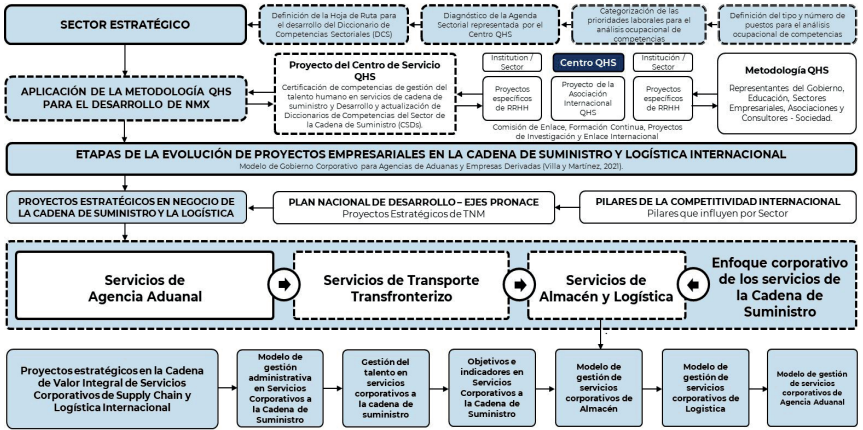 SECTOR ESTRATÉGICO
Definición de la Hoja de Ruta para
el desarrollo del Diccionario de
Competencias Sectoriales (DCS)
Diagnóstico de la Agenda
Sectorial representada por el
Centro QHS
Categorización de las
prioridades laborales para el
análisis ocupacional de
competencias
Definición del tipo y número de
puestos para el análisis
ocupacional de competencias
APLICACIÓN DE LA METODOLOGÍA QHS
PARA EL DESARROLLO DE NMX
Proyecto del Centro de Servicio
QHS
Certificación de competencias de gestión del
talento humano en servicios de cadena de
suministro y Desarrollo y actualización de
Diccionarios de Competencias del Sector de
la Cadena de Suministro (CSDs).
Institution /
Sector
Centro QHS
Institución /
Sector
Proyectos
específicos
de RRHH
Proyecto de la
Asociación
Internacional
QHS
Proyectos
específicos
de RRHH
Comisión de Enlace, Formación Continua, Proyectos
de Investigación y Enlace Internacional
Metodología QHS
Representantes del Gobierno,
Educación, Sectores
Empresariales, Asociaciones y
Consultores - Sociedad.
ETAPAS DE LA EVOLUCIÓN DE PROYECTOS EMPRESARIALES EN LA CADENA DE SUMINISTRO Y LOGÍSTICA INTERNACIONAL
Modelo de Gobierno Corporativo para Agencias de Aduanas y Empresas Derivadas (Villa y Martínez, 2021).
PROYECTOS ESTRATÉGICOS EN NEGOCIO DE
LA CADENA DE SUMINISTRO Y LA LOGÍSTICA
PLAN NACIONAL DE DESARROLLO – EJES PRONACE
Proyectos Estratégicos de TNM
PILARES DE LA COMPETITIVIDAD INTERNACIONAL
Pilares que influyen por Sector
Servicios de
Agencia Aduanal
Servicios de Transporte
Transfronterizo
Servicios de
Almacén y Logística
Enfoque corporativo
de los servicios de
la Cadena de
Suministro
Proyectos estratégicos en la Cadena
de Valor Integral de Servicios
Corporativos de Supply Chain y
Logística Internacional
Modelo de
gestión
administrativa
en Servicios
Corporativos a
la Cadena de
Suministro
Gestión del
talento en
servicios
corporativos a
la cadena de
suministro
Objetivos e
indicadores en
Servicios
Corporativos a
la Cadena de
Suministro
Modelo de
gestión de
servicios
corporativos de
Almacén
Modelo de
gestión de
servicios
corporativos de
Logistica
Modelo de gestión
de servicios
corporativos de
Agencia Aduanal